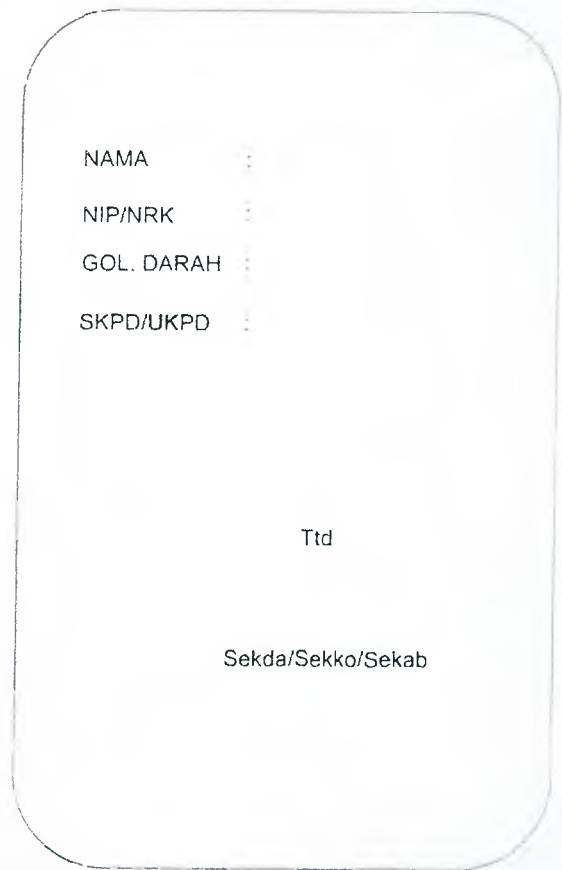 NAMA :
NIP/NRK :
GOL. DARAH :
SKPD/UKPD :
Ttd
Sekda/Sekko/Sekab